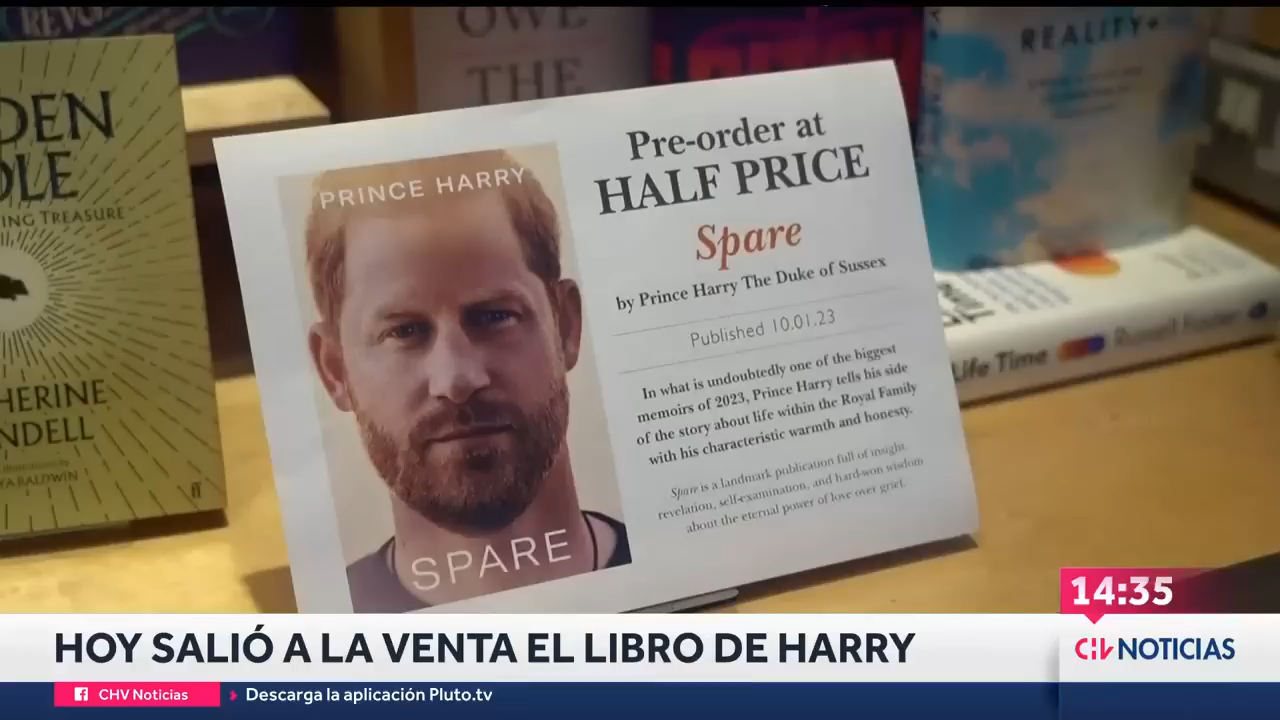 REVO
OWE
THE
REALITY+
DEN
OLE
ING TREASURE
HERINE
NDELL
YA BALDWIN
PRINCE HARRY
SPARE
Pre-order at
HALF PRICE
Spare
by Prince Harry The Duke of Sussex
Published 10.01.23
In what is undoubtedly one of the biggest
memoirs of 2023, Prince Harry tells his side
of the story about life within the Royal Family
with his characteristic warmth and honesty.
Spare is a landmark publication full of insight,
revelation, self-examination, and hard-won wisdom
about the eternal power of love over grief.
Life Time
Russell Foster
14:35
HOY SALIÓ A LA VENTA EL LIBRO DE HARRY
CHV NOTICIAS
CHV Noticias
Descarga la aplicación Pluto.tv